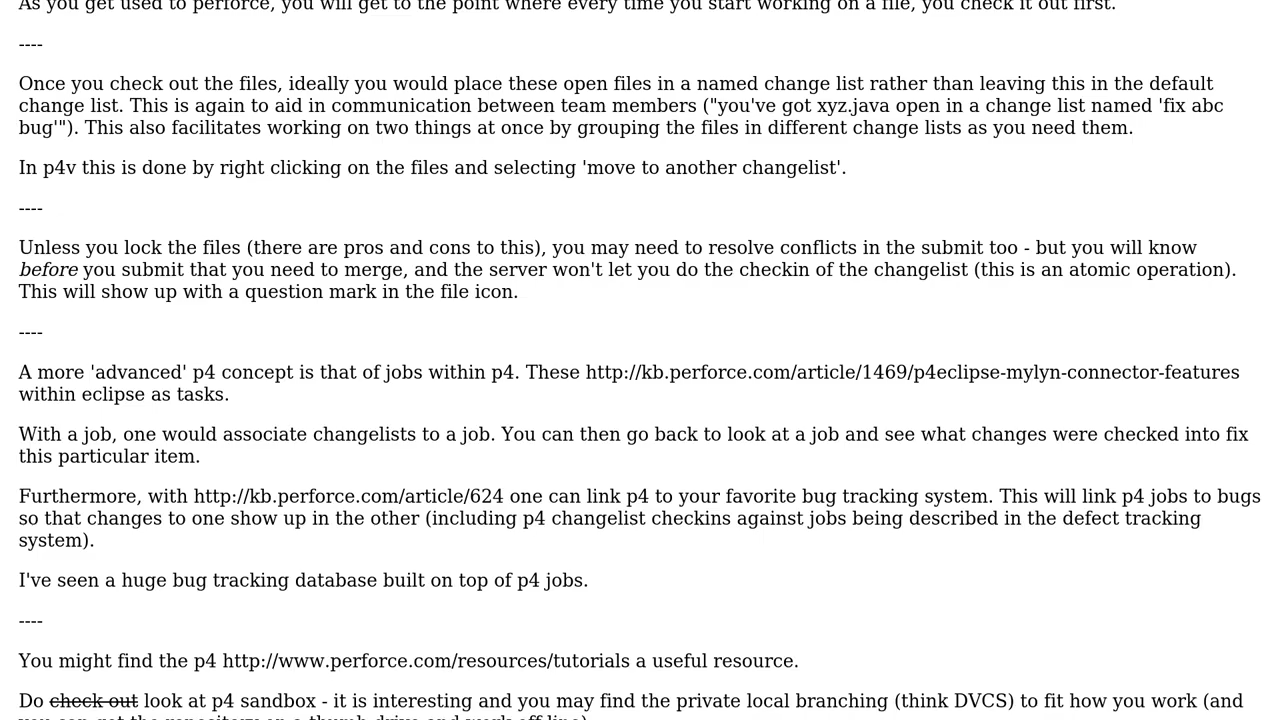 As you get used to perforce, you will get to the point where every time you start working on a file, you check it out first.
----
Once you check out the files, ideally you would place these open files in a named change list rather than leaving this in the default
change list. This is again to aid in communication between team members ("you've got xyz.java open in a change list named 'fix abc
bug'"). This also facilitates working on two things at once by grouping the files in different change lists as you need them.
In p4v this is done by right clicking on the files and selecting 'move to another changelist'.
----
Unless you lock the files (there are pros and cons to this), you may need to resolve conflicts in the submit too - but you will know
before you submit that you need to merge, and the server won't let you do the checkin of the changelist (this is an atomic operation).
This will show up with a question mark in the file icon.
----
A more 'advanced' p4 concept is that of jobs within p4. These http://kb.perforce.com/article/1469/p4eclipse-mylyn-connector-features
within eclipse as tasks.
With a job, one would associate changelists to a job. You can then go back to look at a job and see what changes were checked into fix
this particular item.
Furthermore, with http://kb.perforce.com/article/624 one can link p4 to your favorite bug tracking system. This will link p4 jobs to bugs
so that changes to one show up in the other (including p4 changelist checkins against jobs being described in the defect tracking
system).
I've seen a huge bug tracking database built on top of p4 jobs.
----
You might find the p4 http://www.perforce.com/resources/tutorials a useful resource.
Do check out look at p4 sandbox - it is interesting and you may find the private local branching (think DVCS) to fit how you work (and
you can get the repository on a thumb drive and work off line)